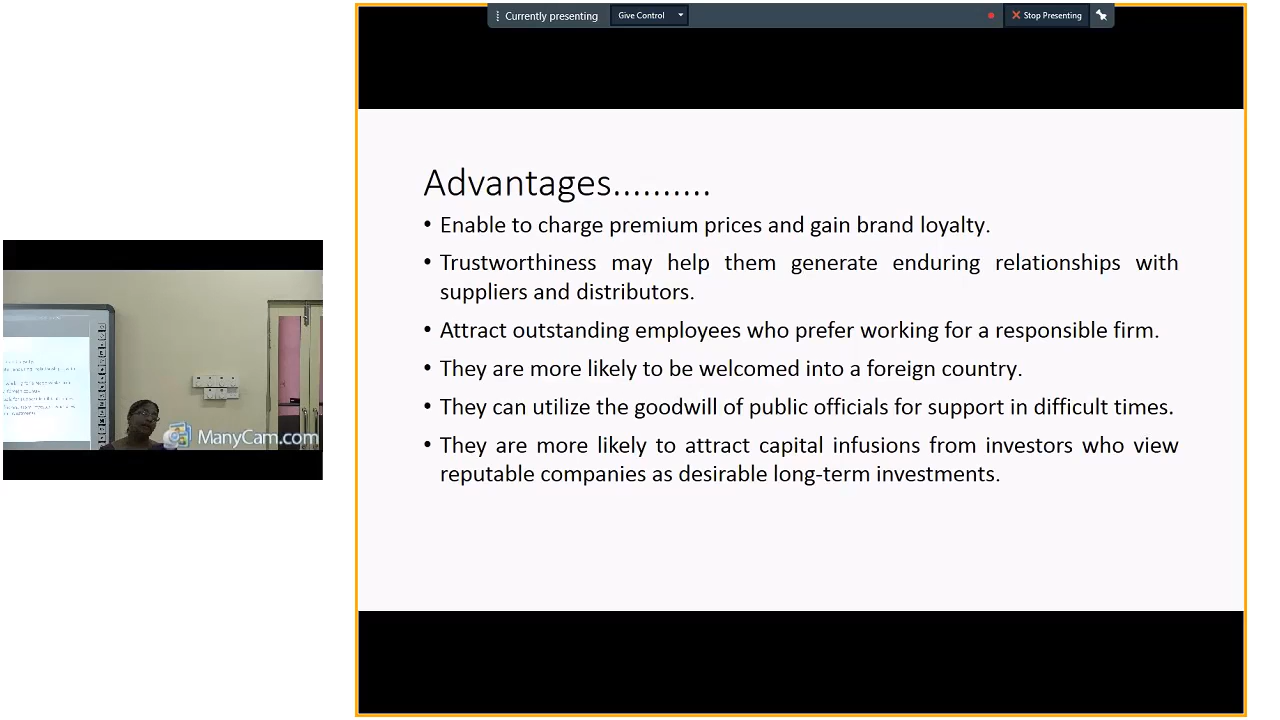 Currently presenting
Give Control
Stop Presenting
Advantages..........
• Enable to charge premium prices and gain brand loyalty.
• Trustworthiness may help them generate enduring relationships with
suppliers and distributors.
• Attract outstanding employees who prefer working for a responsible firm.
• They are more likely to be welcomed into a foreign country.
• They can utilize the goodwill of public officials for support in difficult times.
• They are more likely to attract capital infusions from investors who view
reputable companies as desirable long-term investments.
ManyCam.com